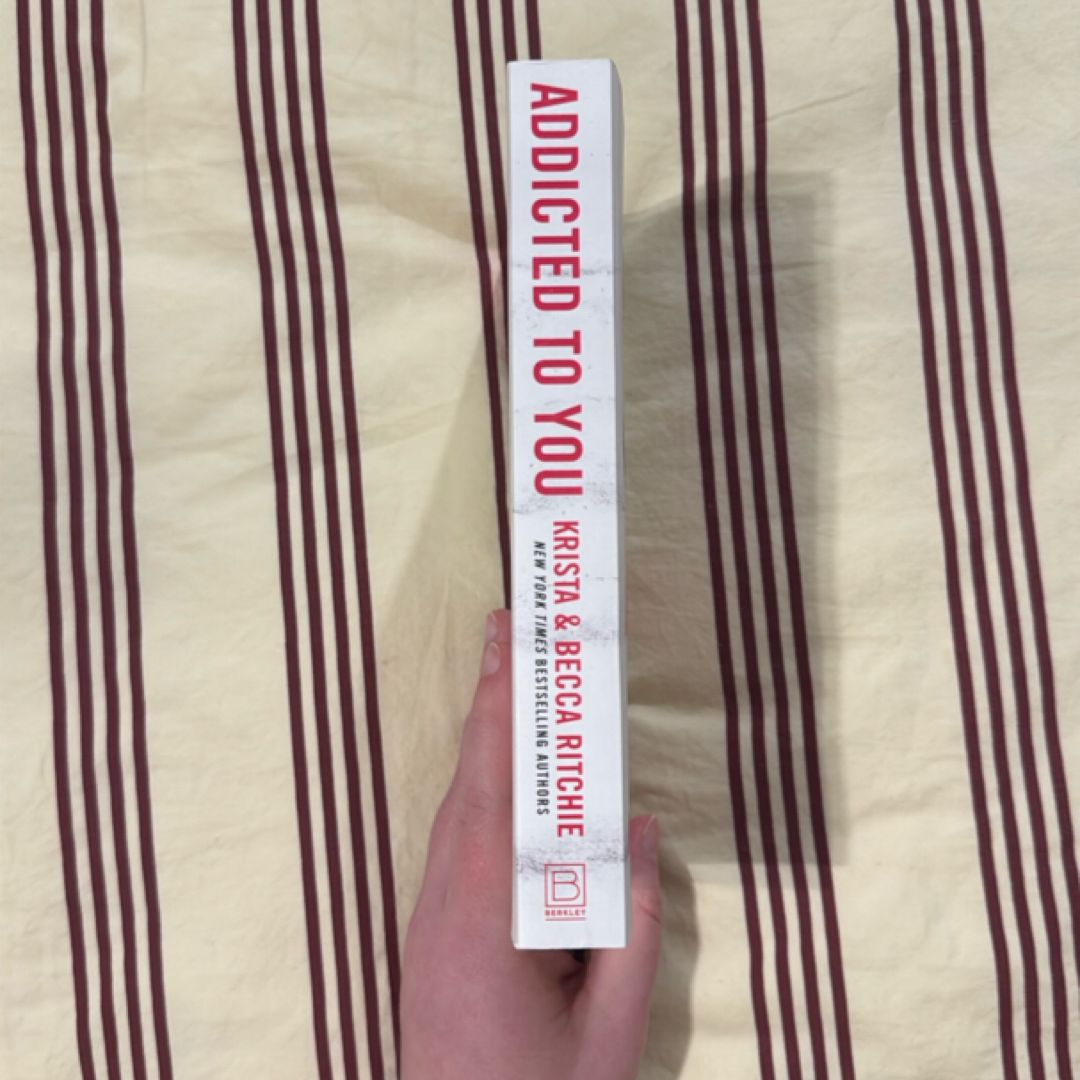 ADDICTED TO YOU
KRISTA & BECCA RITCHIE
NEW YORK TIMES BESTSELLING AUTHORS
B
BERKLEY